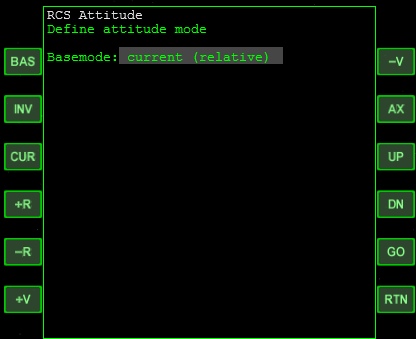 RCS Attitude
Define attitude mode
Basemode: current (relative)
BAS
INV
CUR
+R
−R
+V
−V
AX
UP
DN
GO
RTN